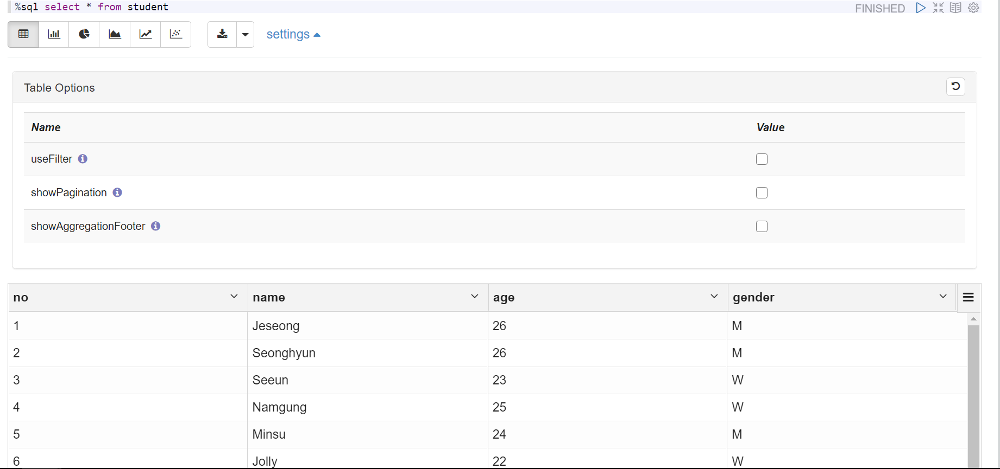 %sql select * from student
FINISHED
settings
Table Options
Name Value
useFilter
showPagination
showAggregationFooter
no name age gender
1 Jeseong 26 M
2 Seonghyun 26 M
3 Seeun 23 W
4 Namgung 25 W
5 Minsu 24 M
6 Jolly 22 W